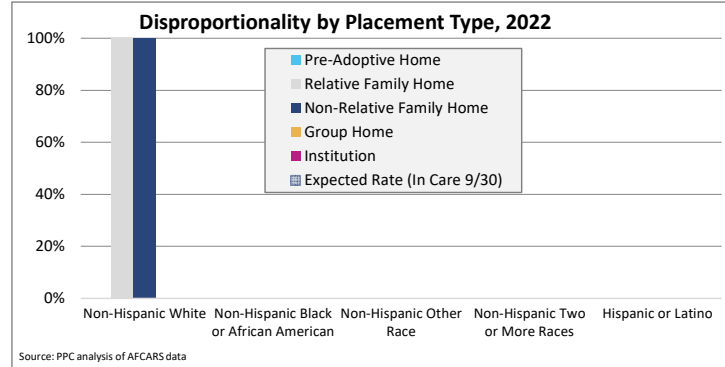 Disproportionality by Placement Type, 2022
100%
80%
60%
40%
20%
0%
Pre-Adoptive Home
Relative Family Home
Non-Relative Family Home
Group Home
Institution
Expected Rate (In Care 9/30)
Non-Hispanic White
Non-Hispanic Black
or African American
Non-Hispanic Other
Race
Non-Hispanic Two
or More Races
Hispanic or Latino
Source: PPC analysis of AFCARS data